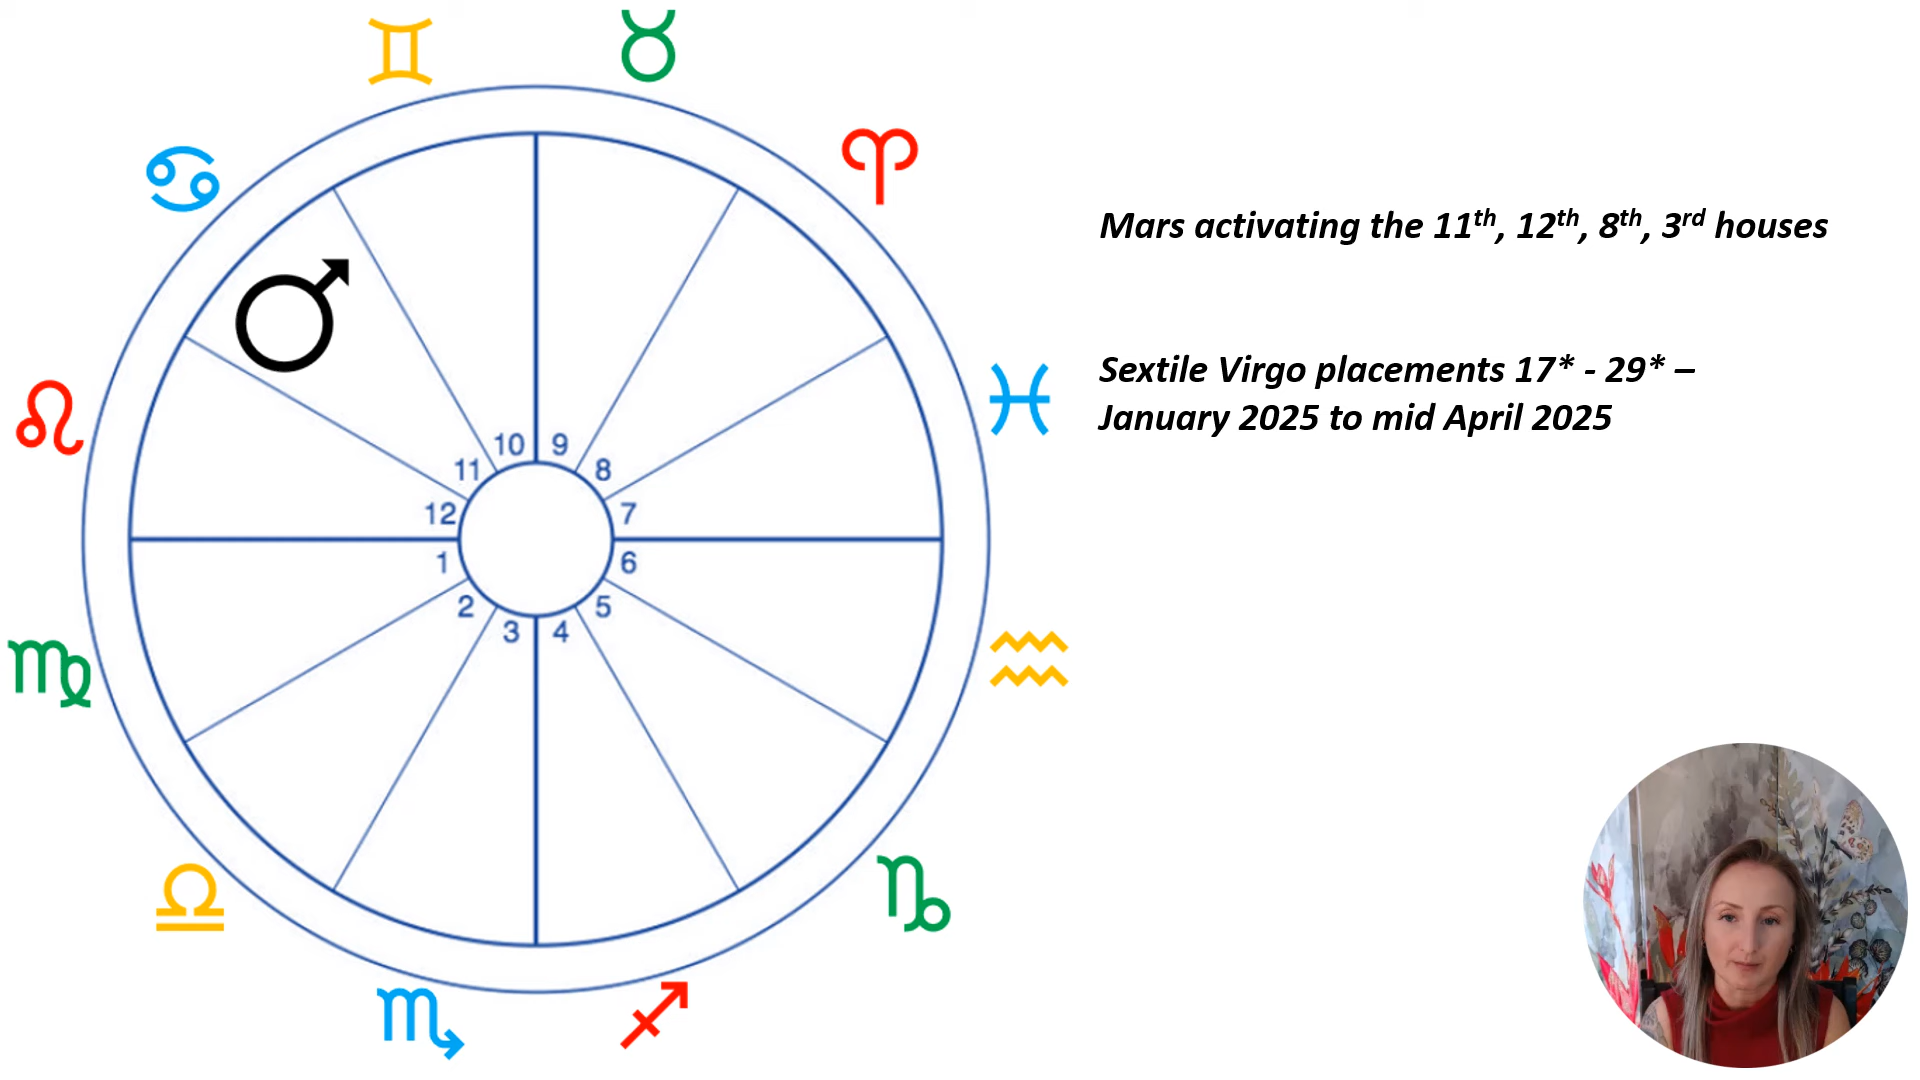 Mars activating the 11th, 12th, 8th, 3rd houses
Sextile Virgo placements 17* - 29* –
January 2025 to mid April 2025
10 9
11 8
12 7
1 6
2 5
3 4